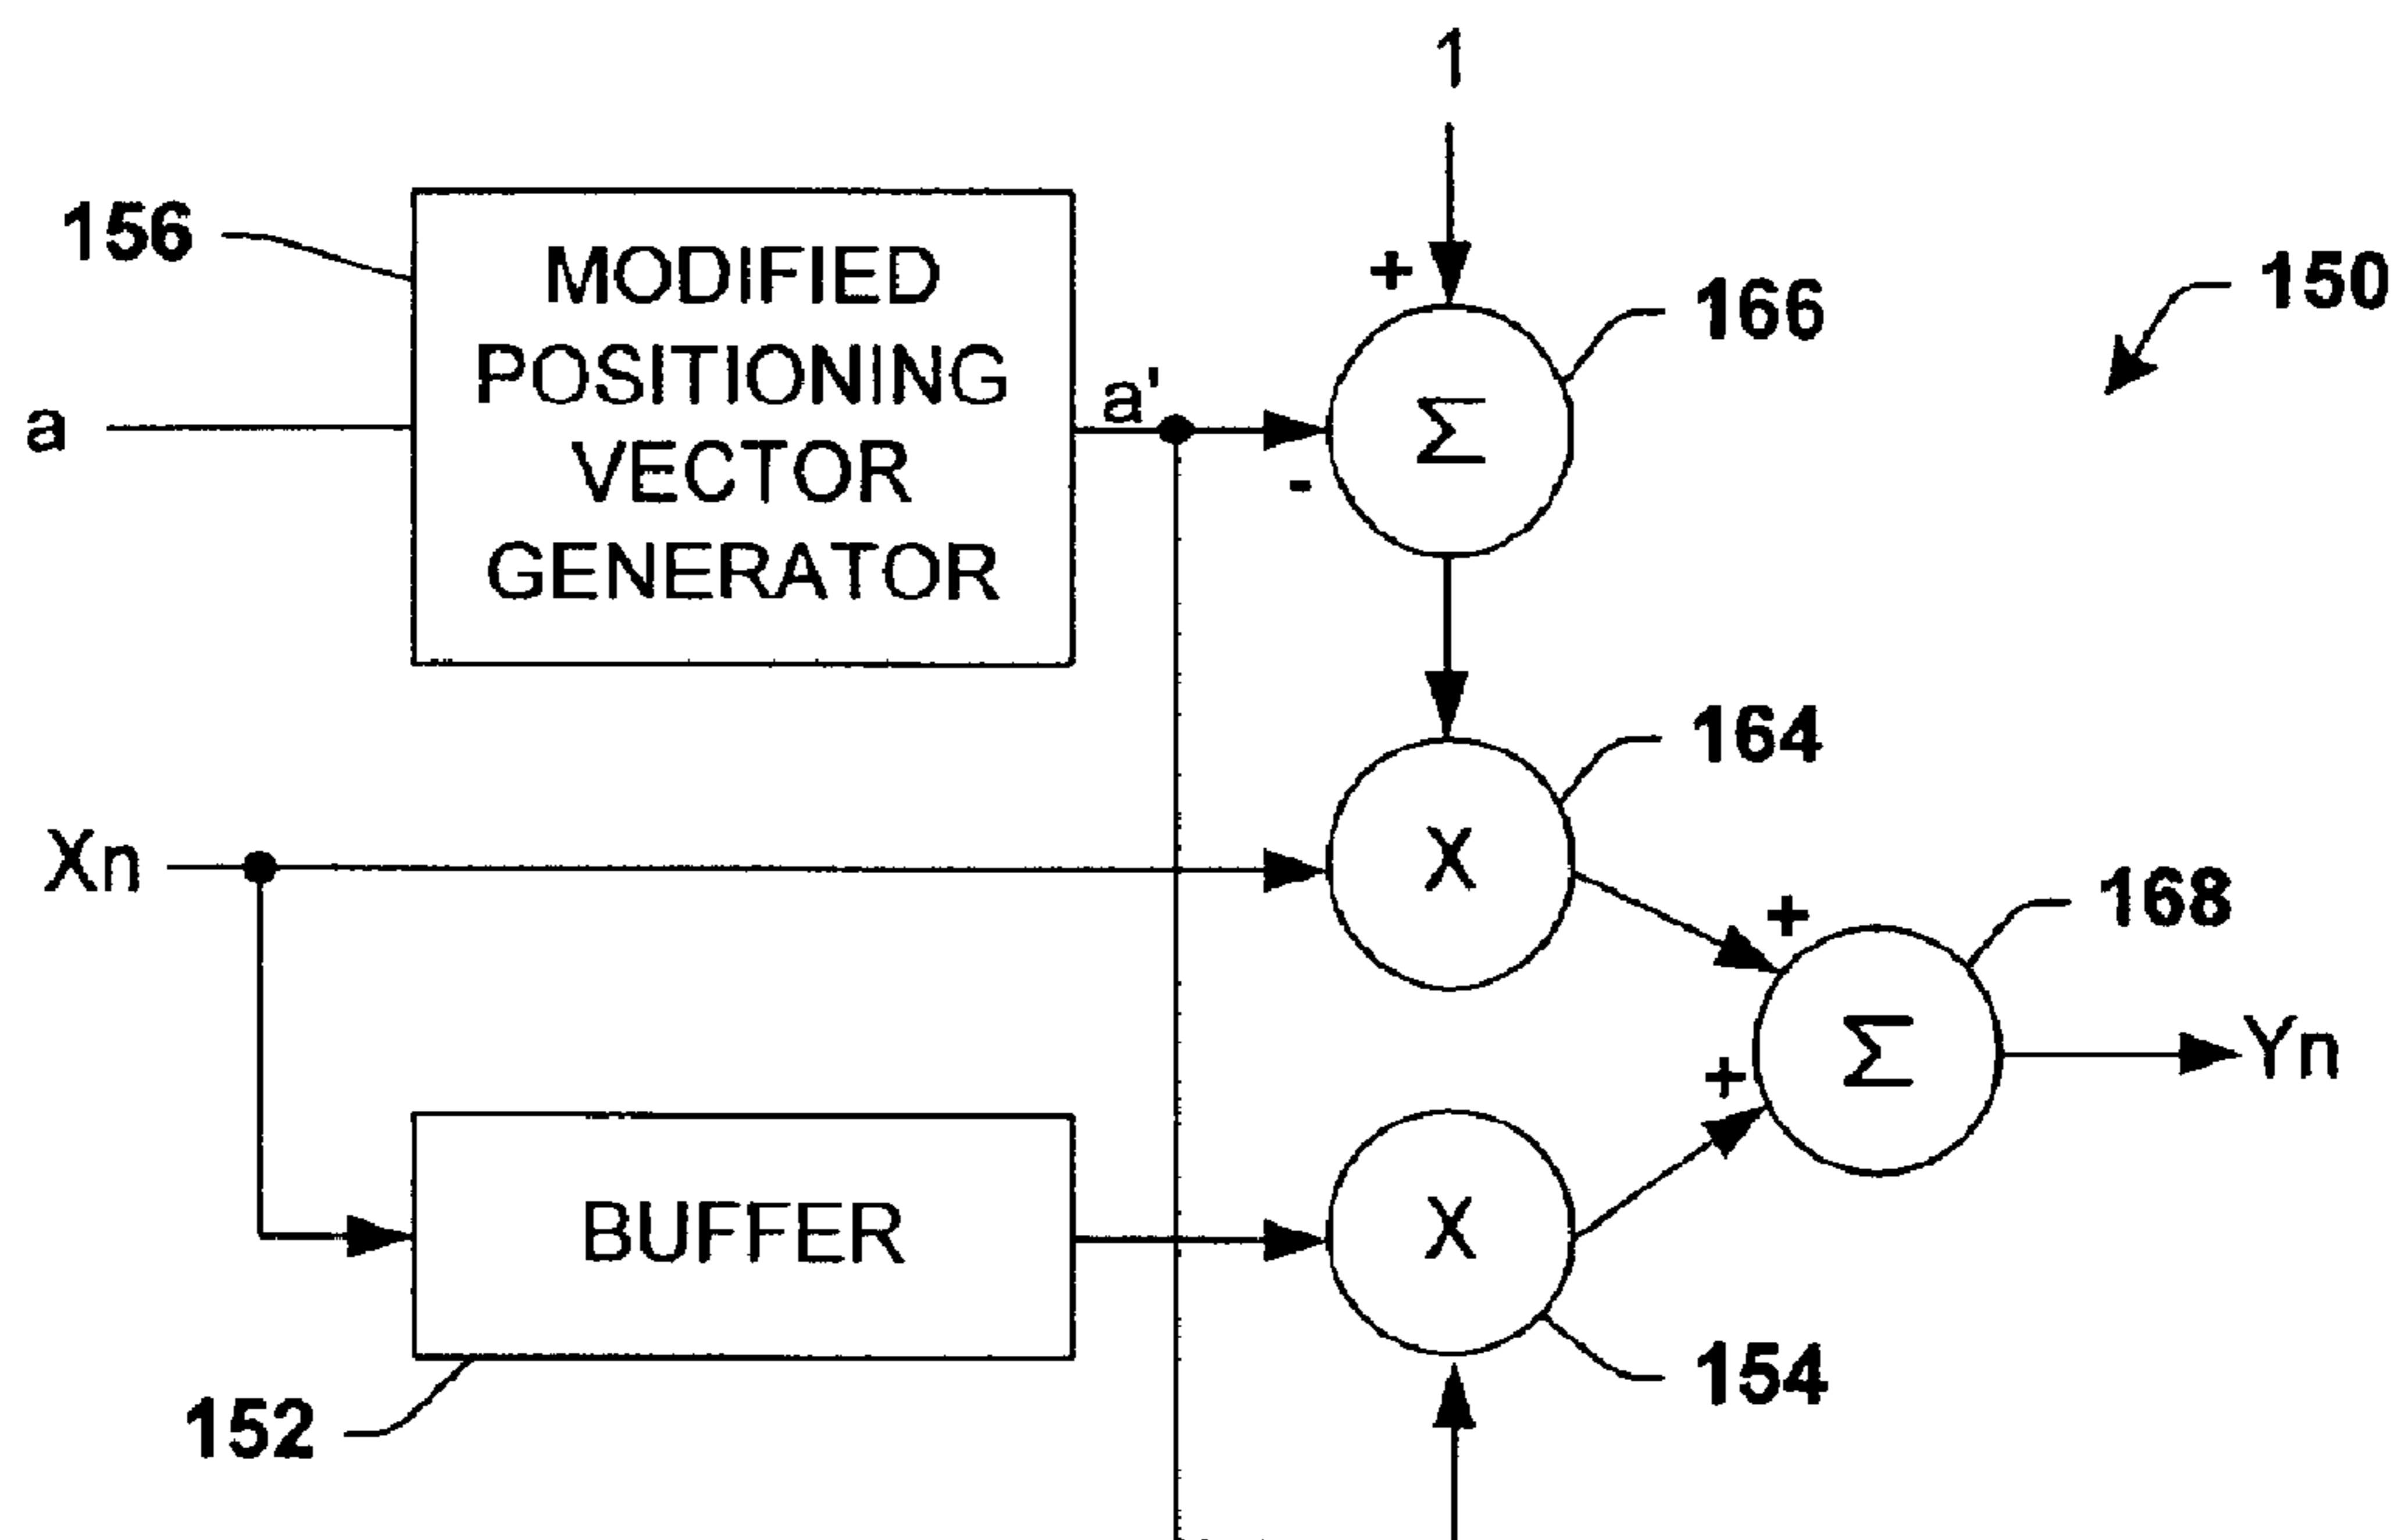 1
156
MODIFIED
POSITIONING
VECTOR
GENERATOR
+
166
150
a
a'
Σ
-
164
Xn
X
+
168
Σ
Yn
+
BUFFER
X
154
152